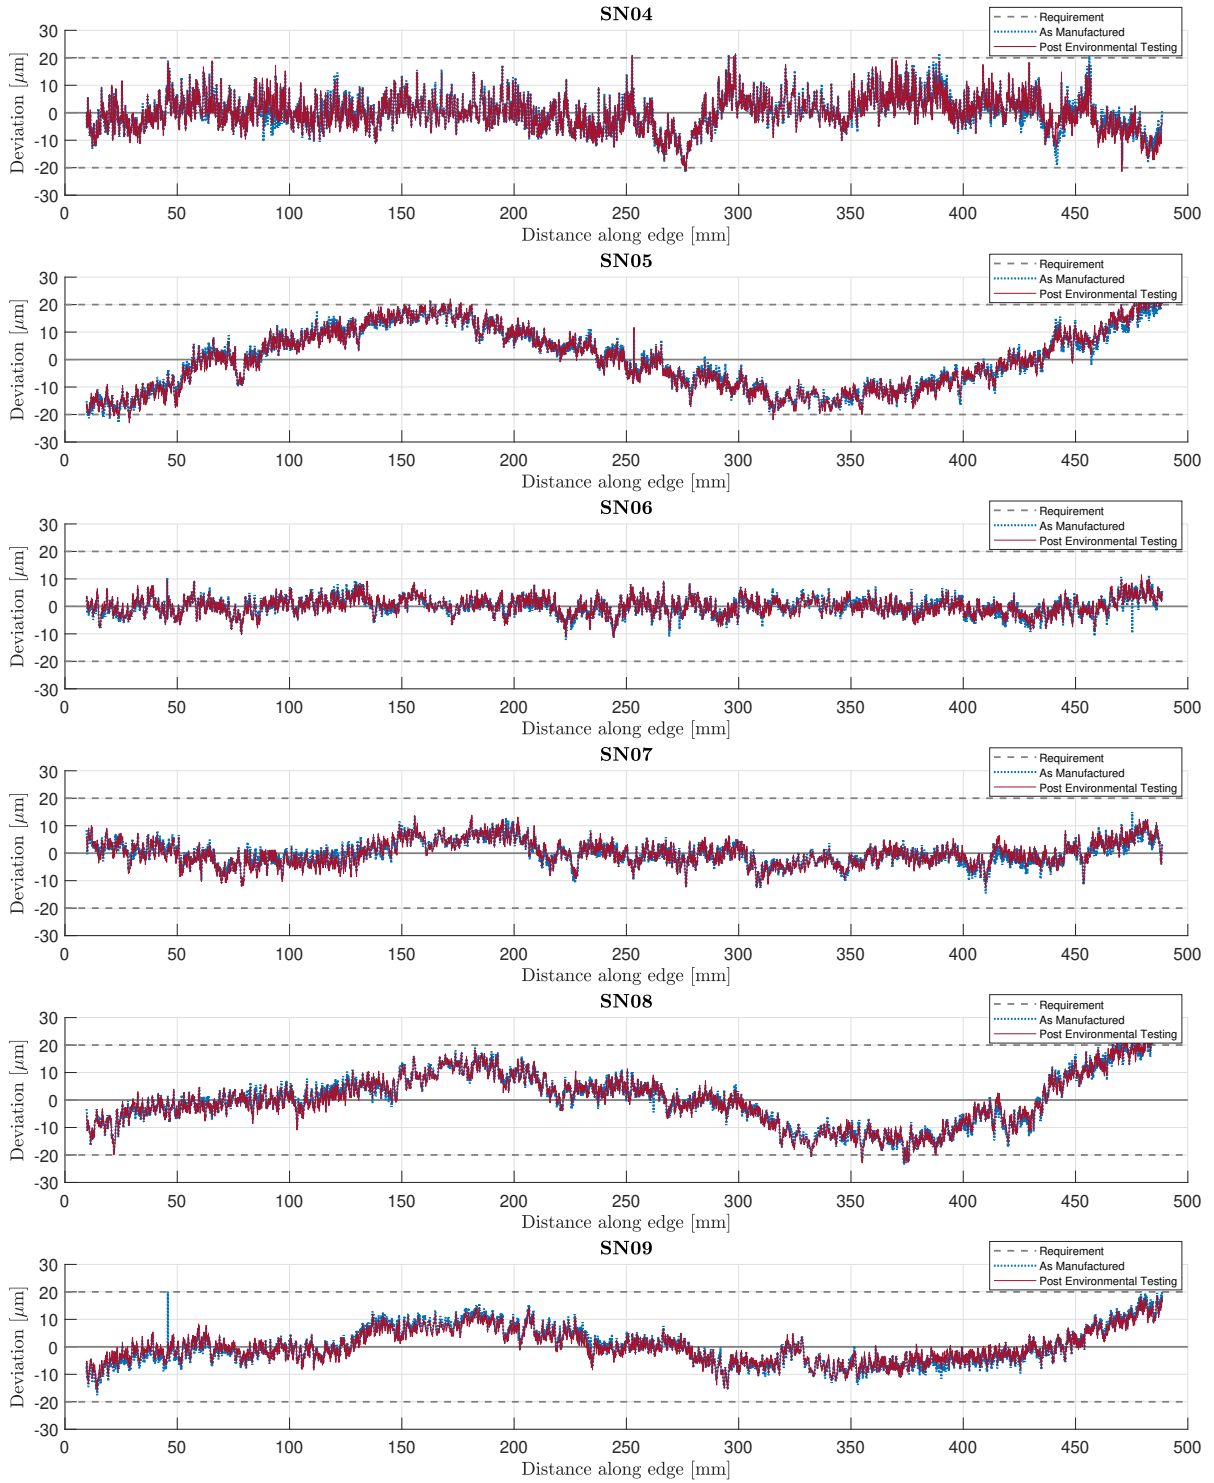 SN04
Requirement
As Manufactured
Post Environmental Testing
Deviation [μm]
30
20
10
0
-10
-20
-30
0 50 100 150 200 250 300 350 400 450 500
Distance along edge [mm]
SN05
Requirement
As Manufactured
Post Environmental Testing
Deviation [μm]
30
20
10
0
-10
-20
-30
0 50 100 150 200 250 300 350 400 450 500
Distance along edge [mm]
SN06
Requirement
As Manufactured
Post Environmental Testing
Deviation [μm]
30
20
10
0
-10
-20
-30
0 50 100 150 200 250 300 350 400 450 500
Distance along edge [mm]
SN07
Requirement
As Manufactured
Post Environmental Testing
Deviation [μm]
30
20
10
0
-10
-20
-30
0 50 100 150 200 250 300 350 400 450 500
Distance along edge [mm]
SN08
Requirement
As Manufactured
Post Environmental Testing
Deviation [μm]
30
20
10
0
-10
-20
-30
0 50 100 150 200 250 300 350 400 450 500
Distance along edge [mm]
SN09
Requirement
As Manufactured
Post Environmental Testing
Deviation [μm]
30
20
10
0
-10
-20
-30
0 50 100 150 200 250 300 350 400 450 500
Distance along edge [mm]